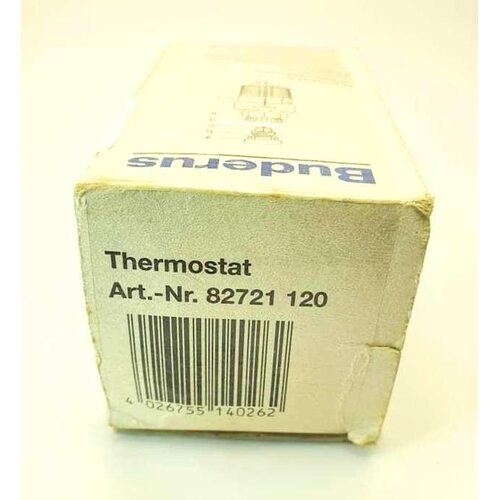 Buderus
Thermostat
Art.-Nr. 82721 120
4 026755 140262